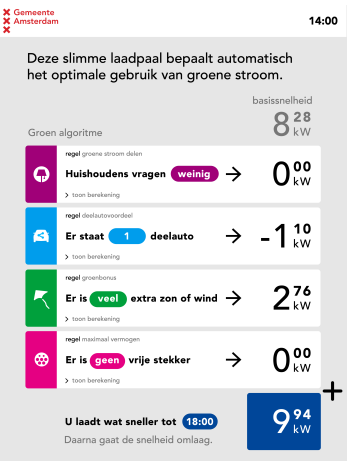 Gemeente
Amsterdam
14:00
Deze slimme laadpaal bepaalt automatisch
het optimale gebruik van groene stroom.
basissnelheid
8 28 kW
Groen algoritme
regel groene stroom delen
Huishoudens vragen weinig → 0 00 kW
> toon berekening
regel deelautovoordeel
Er staat 1 deelauto → -1 10 kW
> toon berekening
regel groenbonus
Er is veel extra zon of wind → 2 76 kW
> toon berekening
regel maximaal vermogen
Er is geen vrije stekker → 0 00 kW
> toon berekening
+
U laadt wat sneller tot 18:00
9 94 kW
Daarna gaat de snelheid omlaag.